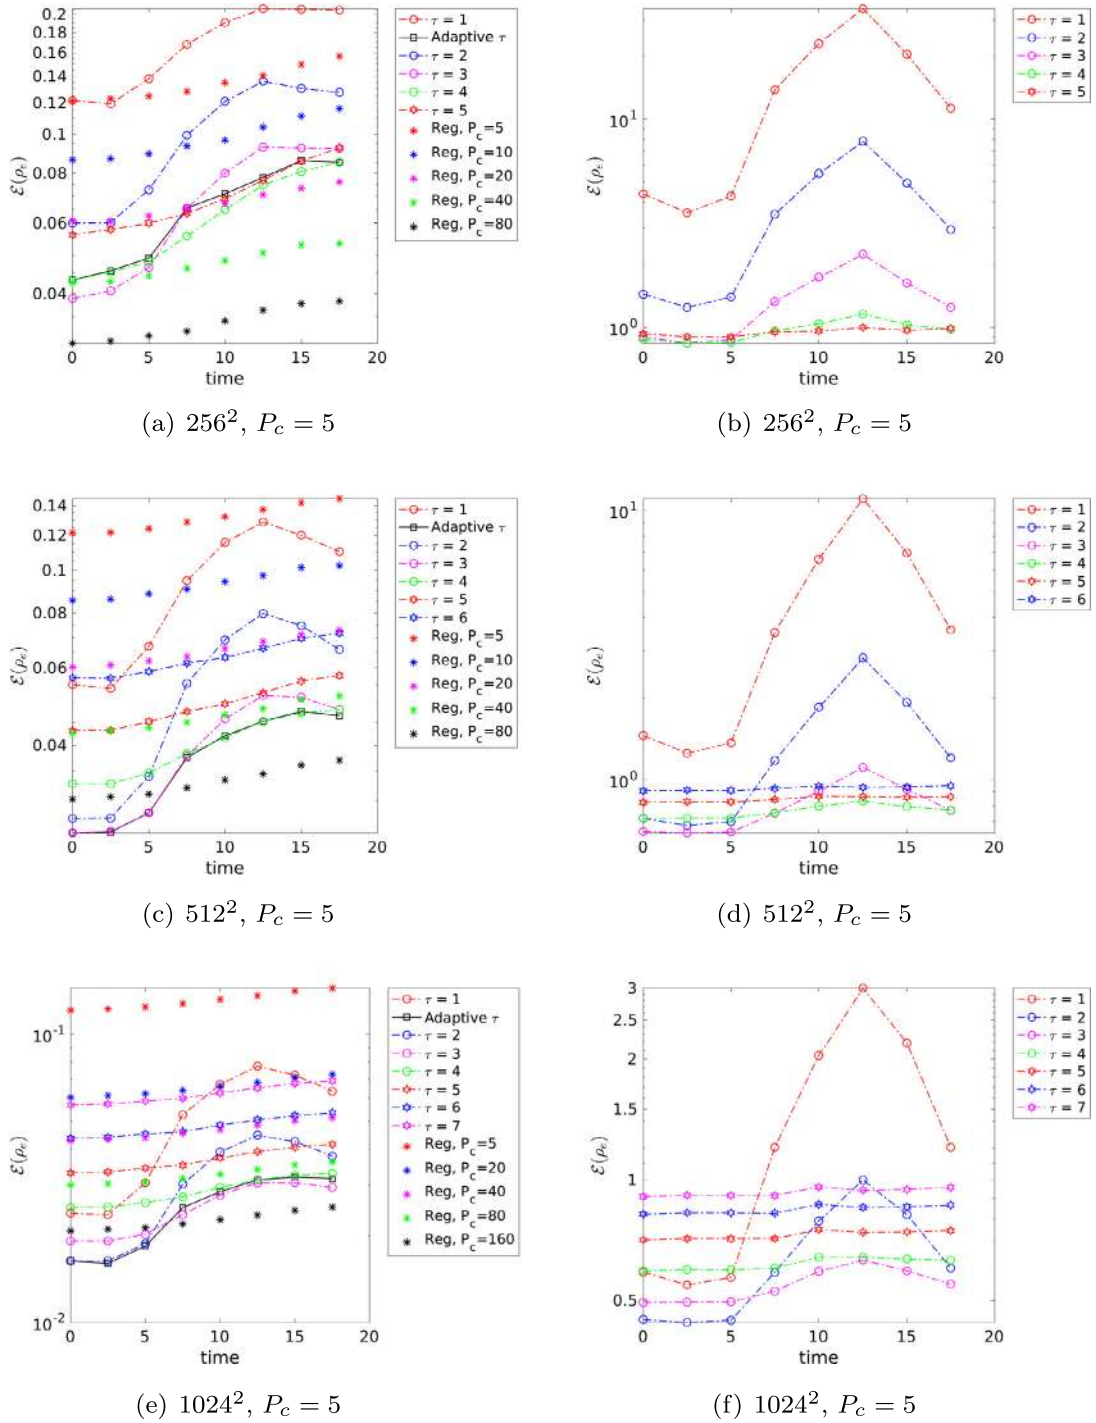 0.2
0.18
0.16
0.14
0.12
0.1
0.08
0.06
0.04
ℰ(ρₑ)
0 5 10 15 20
time
τ = 1
Adaptive τ
τ = 2
τ = 3
τ = 4
τ = 5
Reg, P_c=5
Reg, P_c=10
Reg, P_c=20
Reg, P_c=40
Reg, P_c=80
(a) 256², P_c = 5
10¹
10⁰
ℰ(ρₑ)
0 5 10 15 20
time
τ = 1
τ = 2
τ = 3
τ = 4
τ = 5
(b) 256², P_c = 5
0.14
0.12
0.1
0.08
0.06
0.04
ℰ(ρₑ)
0 5 10 15 20
time
τ = 1
Adaptive τ
τ = 2
τ = 3
τ = 4
τ = 5
τ = 6
Reg, P_c=5
Reg, P_c=10
Reg, P_c=20
Reg, P_c=40
Reg, P_c=80
(c) 512², P_c = 5
10¹
10⁰
ℰ(ρₑ)
0 5 10 15 20
time
τ = 1
τ = 2
τ = 3
τ = 4
τ = 5
τ = 6
(d) 512², P_c = 5
10⁻¹
10⁻²
ℰ(ρₑ)
0 5 10 15 20
time
τ = 1
Adaptive τ
τ = 2
τ = 3
τ = 4
τ = 5
τ = 6
τ = 7
Reg, P_c=5
Reg, P_c=20
Reg, P_c=40
Reg, P_c=80
Reg, P_c=160
(e) 1024², P_c = 5
3
2.5
2
1.5
1
0.5
ℰ(ρₑ)
0 5 10 15 20
time
τ = 1
τ = 2
τ = 3
τ = 4
τ = 5
τ = 6
τ = 7
(f) 1024², P_c = 5